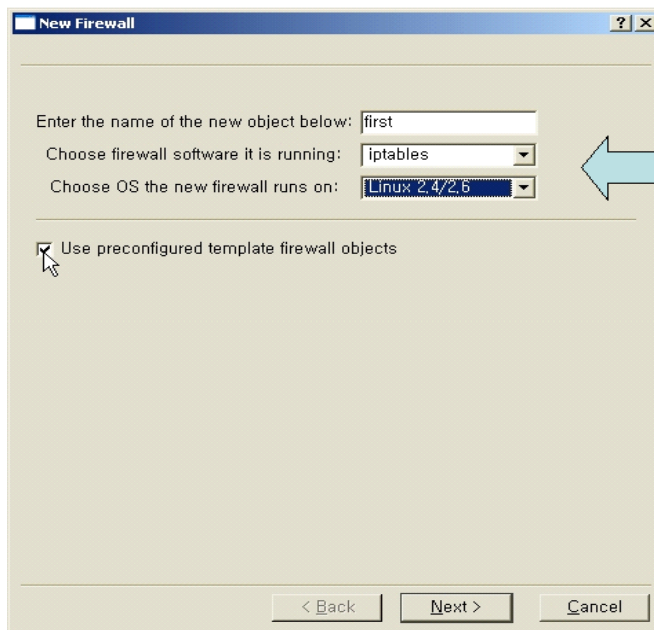 New Firewall
Enter the name of the new object below: first
Choose firewall software it is running: iptables
Choose OS the new firewall runs on: Linux 2.4/2.6
Use preconfigured template firewall objects
< Back Next > Cancel